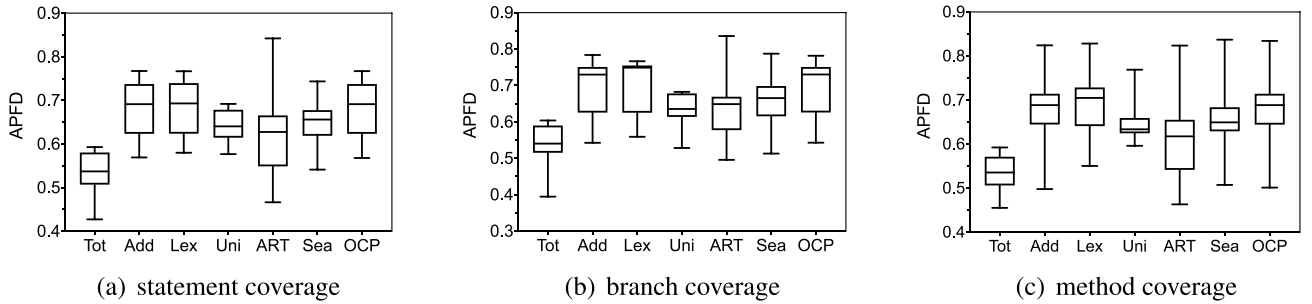 APFD
0.9
0.8
0.7
0.6
0.5
0.4
Tot Add Lex Uni ART Sea OCP
(a) statement coverage
APFD
0.9
0.8
0.7
0.6
0.5
0.4
0.3
Tot Add Lex Uni ART Sea OCP
(b) branch coverage
APFD
0.9
0.8
0.7
0.6
0.5
0.4
Tot Add Lex Uni ART Sea OCP
(c) method coverage